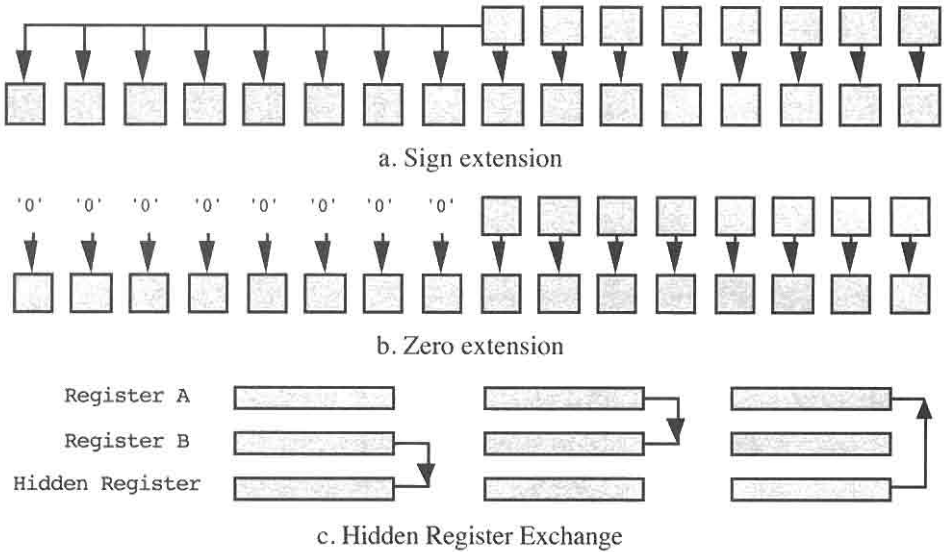 a. Sign extension
'0' '0' '0' '0' '0' '0' '0' '0'
b. Zero extension
Register A
Register B
Hidden Register
c. Hidden Register Exchange